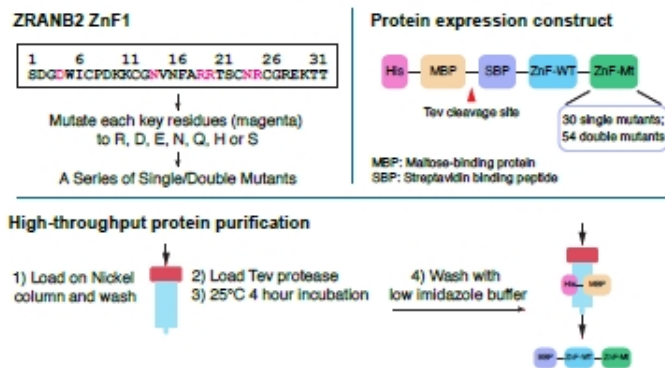 ZRANB2 ZnF1
1 6 11 16 21 26 31
SDGDWICPDKKCGNVNFARRTSCNRCGREKTT
Mutate each key residues (magenta)
to R, D, E, N, Q, H or S
A Series of Single/Double Mutants
Protein expression construct
His MBP SBP ZnF-WT ZnF-Mt
Tev cleavage site
30 single mutants;
54 double mutants
MBP: Maltose-binding protein
SBP: Streptavidin binding peptide
High-throughput protein purification
1) Load on Nickel
column and wash
2) Load Tev protease
3) 25°C 4 hour incubation
4) Wash with
low imidazole buffer
His MBP
SBP ZnF-WT ZnF-Mt